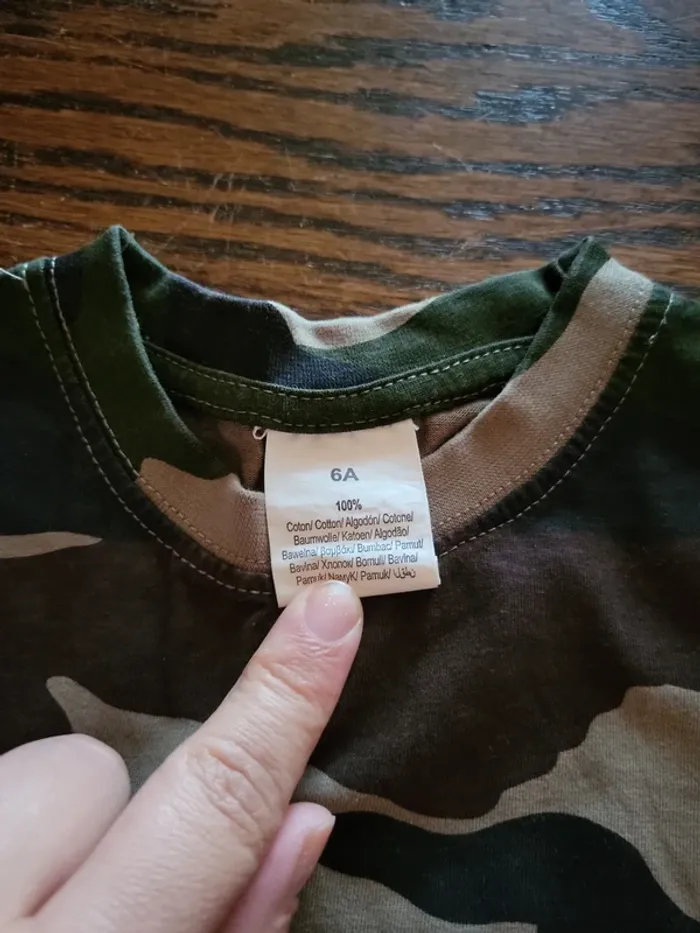 6A
100%
Coton/ Cotton/ Algodón/ Cotone/
Baumwolle/ Katoen/ Algodão/
Bawełna/ βαμβάκι/ Bumbac/ Pamut/
Bavlna/ Хлопок/ Bomull/ Bavlna/
Pamuk/ Памук/ Pamuk/ القطن